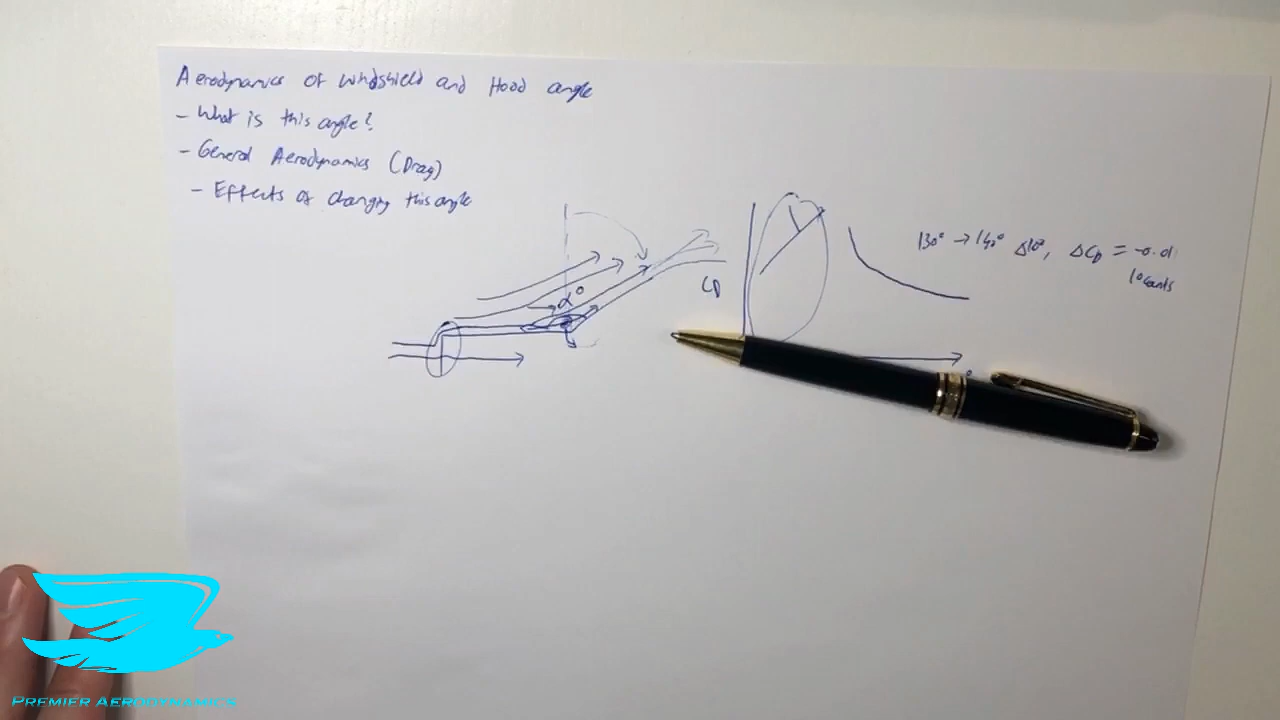 Aerodynamics of windshield and Hood angle
- What is this angle?
- General Aerodynamics (Drag)
- Effects of changing this angle
α°
CD
130° → 140° Δ10°, ΔCD = -0.01
10 counts
PREMIER AERODYNAMICS